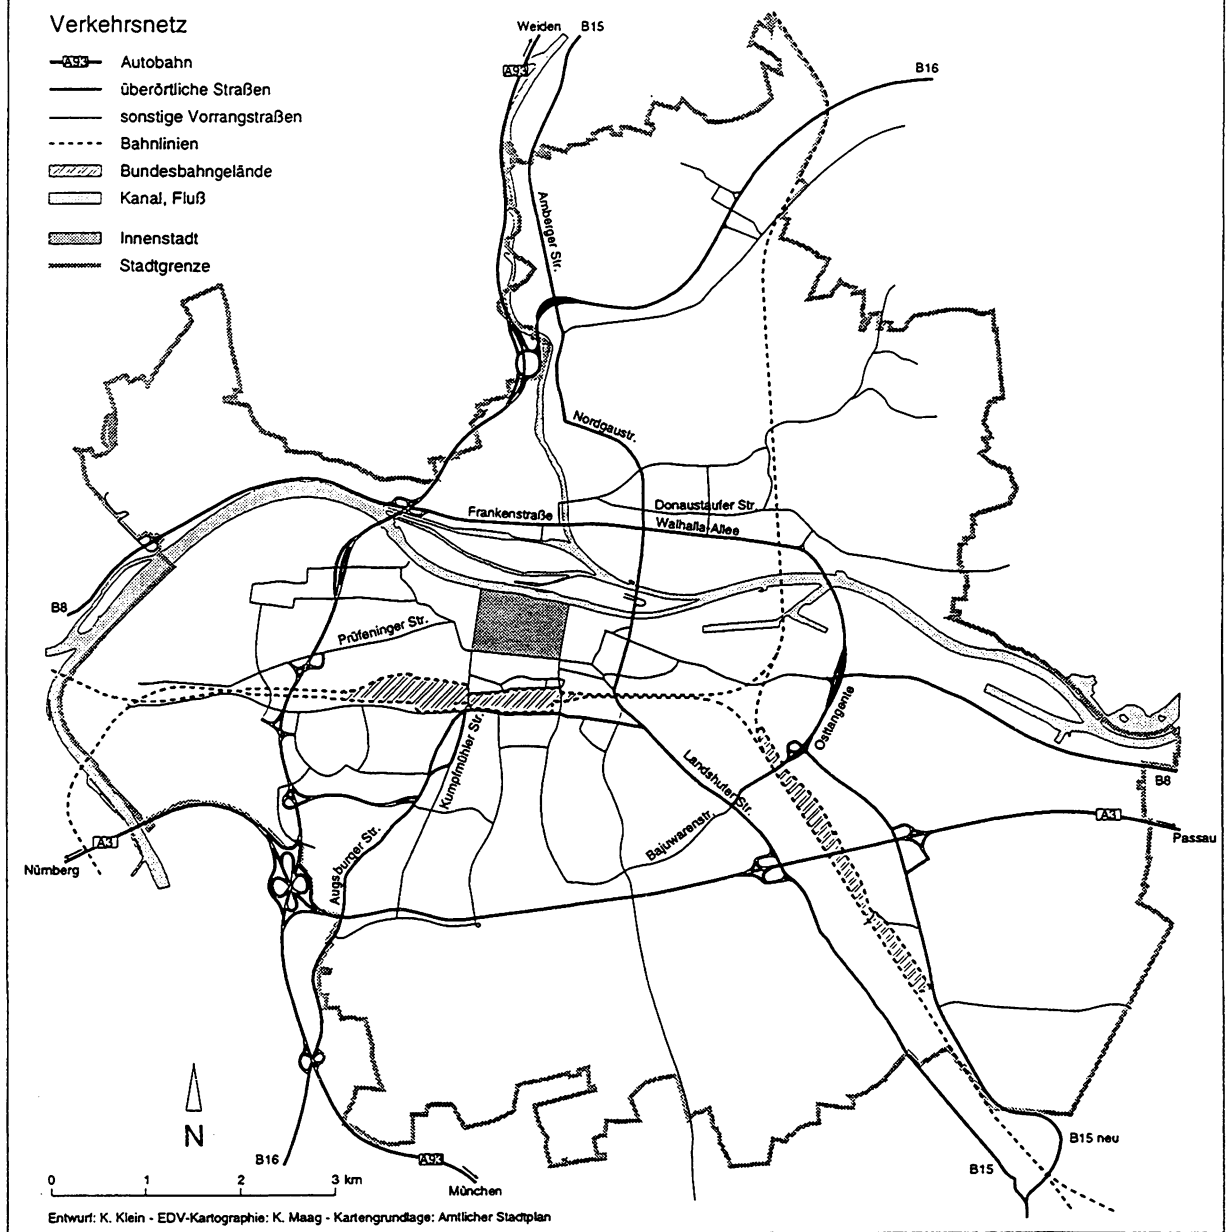 Verkehrsnetz
A93 Autobahn
überörtliche Straßen
sonstige Vorrangstraßen
Bahnlinien
Bundesbahngelände
Kanal, Fluß
Innenstadt
Stadtgrenze
Weiden
B15
A93
B16
Amberger Str.
Nordgaustr.
Frankenstraße
Donaustaufer Str.
Walhalla-Allee
B8
Prüfeninger Str.
Kumpfmühler Str.
Osttangente
Landshuter Str.
B8
Bajuwarenstr.
Augsburger Str.
A3
Nürnberg
A3
Passau
N
B16
A93
München
B15
B15 neu
0 1 2 3 km
Entwurf: K. Klein - EDV-Kartographie: K. Maag - Kartengrundlage: Amtlicher Stadtplan